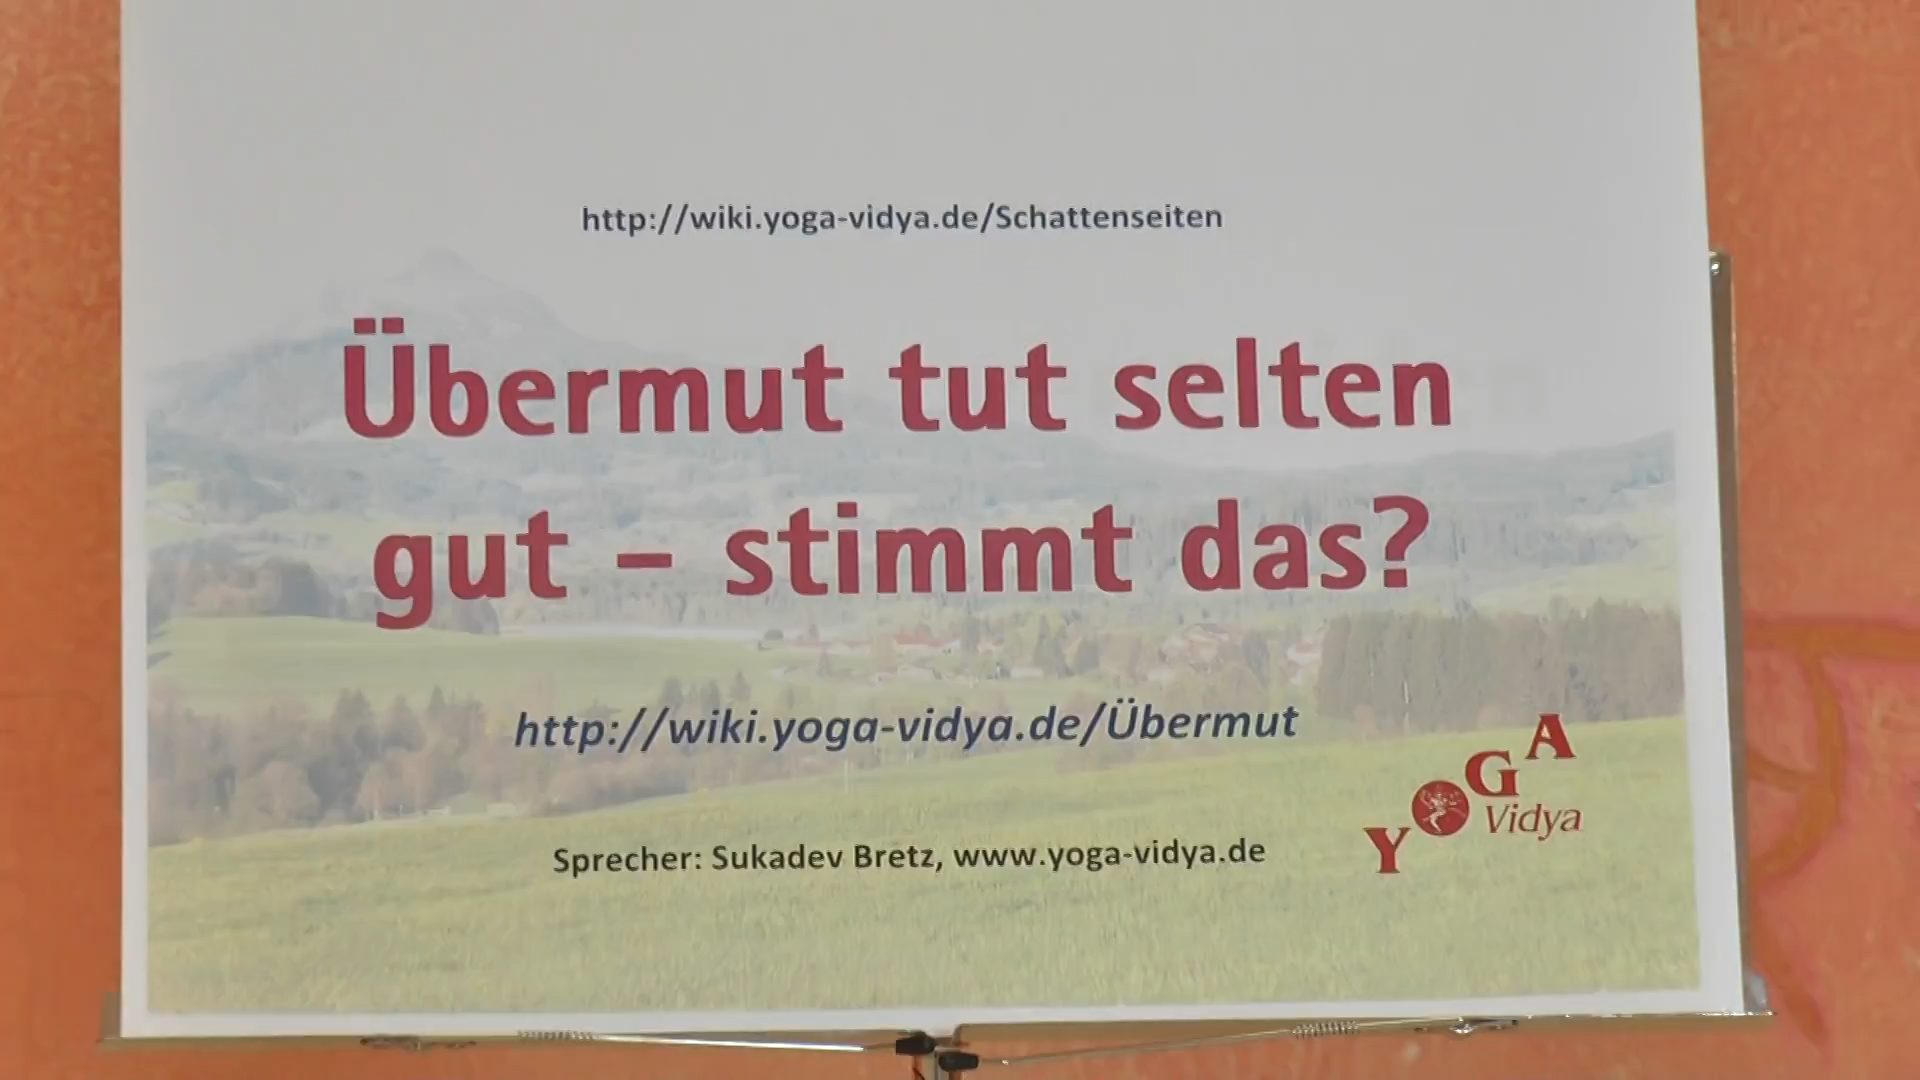 http://wiki.yoga-vidya.de/Schattenseiten
Übermut tut selten
gut – stimmt das?
http://wiki.yoga-vidya.de/Übermut
YOGA
Vidya
Sprecher: Sukadev Bretz, www.yoga-vidya.de